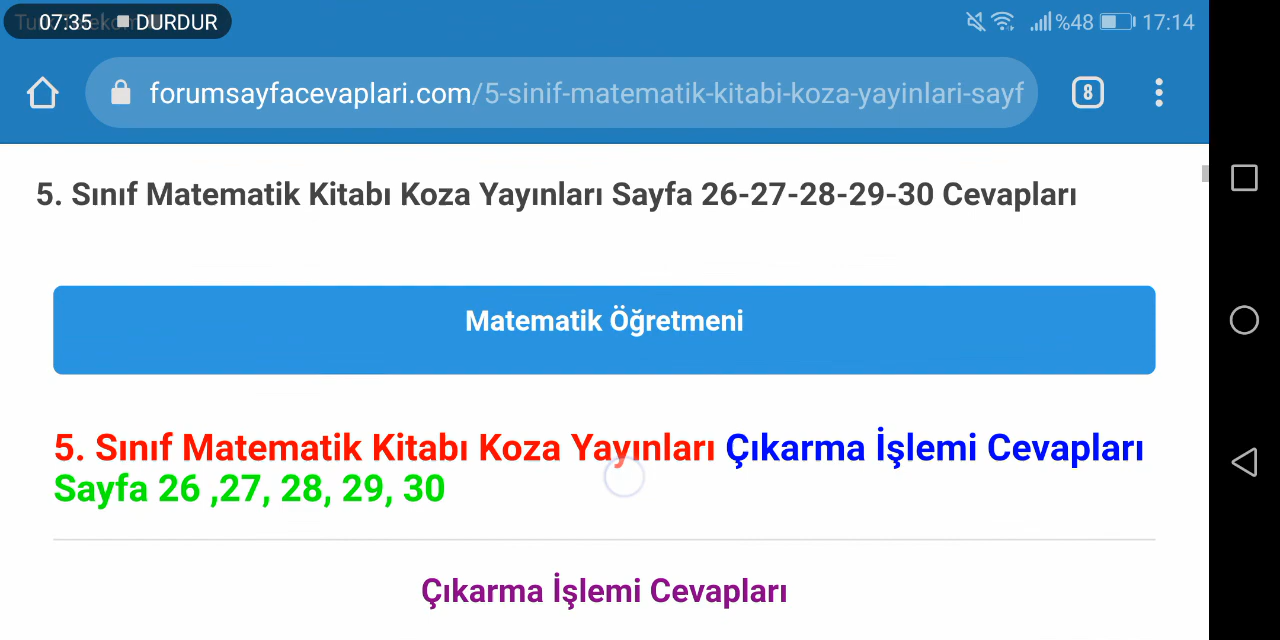 07:35 DURDUR %48 17:14
forumsayfacevaplari.com/5-sinif-matematik-kitabi-koza-yayinlari-sayf 8
5. Sınıf Matematik Kitabı Koza Yayınları Sayfa 26-27-28-29-30 Cevapları
Matematik Öğretmeni
5. Sınıf Matematik Kitabı Koza Yayınları Çıkarma İşlemi Cevapları
Sayfa 26 ,27, 28, 29, 30
Çıkarma İşlemi Cevapları